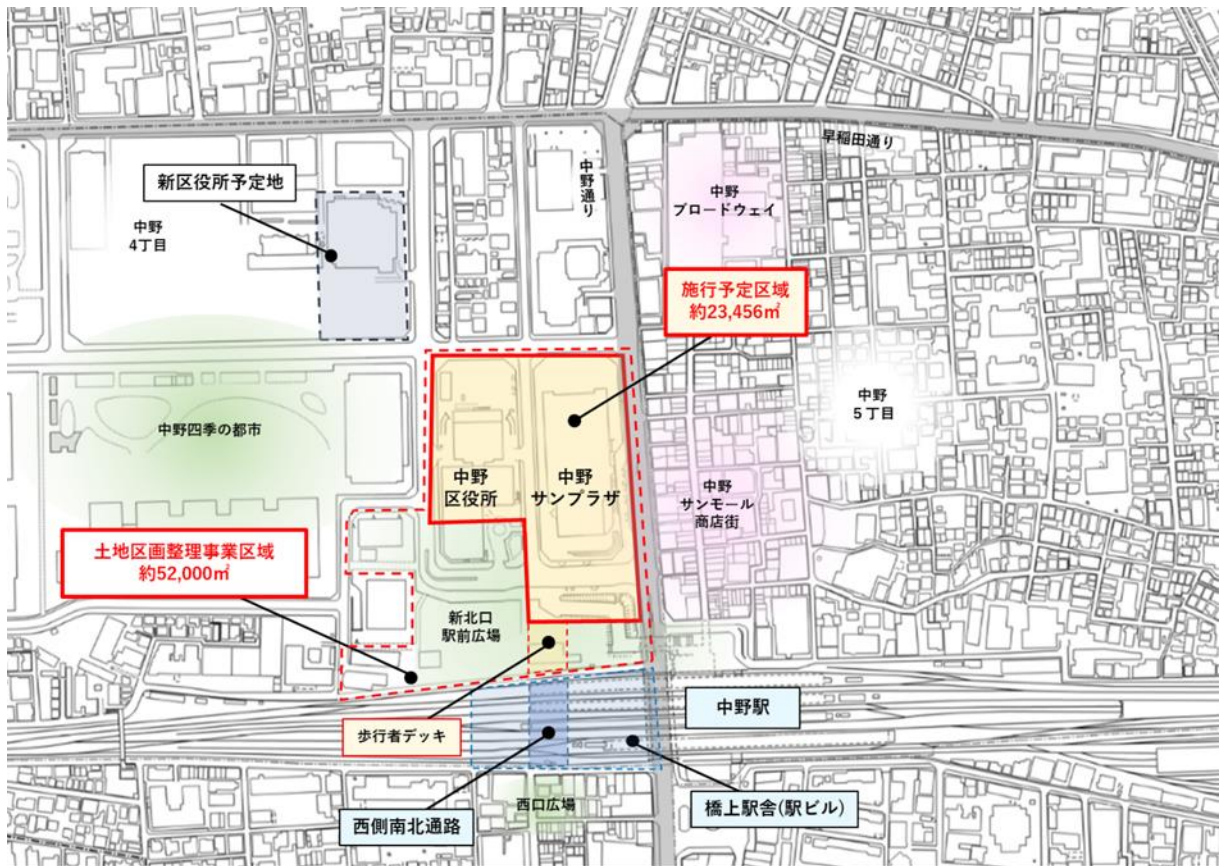 早稲田通り
新区役所予定地
中野
4丁目
中野通り
中野
ブロードウェイ
施行予定区域
約23,456㎡
中野
5丁目
中野四季の都市
中野
区役所
中野
サンプラザ
中野
サンモール
商店街
土地区画整理事業区域
約52,000㎡
新北口
駅前広場
中野駅
歩行者デッキ
西口広場
西側南北通路
橋上駅舎(駅ビル)